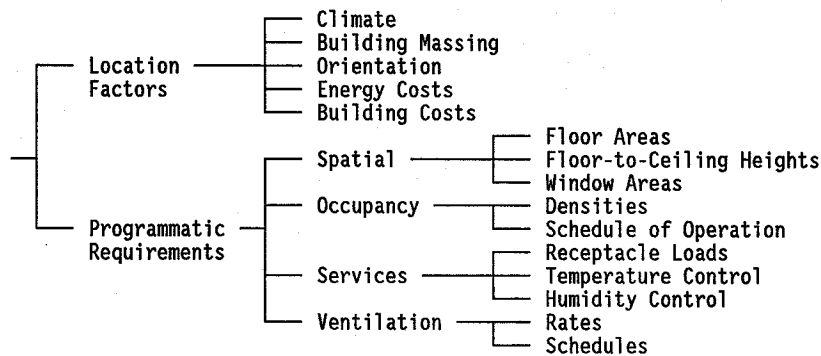 Climate
Building Massing
Location
Factors
Orientation
Energy Costs
Building Costs
Floor Areas
Spatial
Floor-to-Ceiling Heights
Window Areas
Occupancy
Densities
Schedule of Operation
Programmatic
Requirements
Receptacle Loads
Services
Temperature Control
Humidity Control
Ventilation
Rates
Schedules